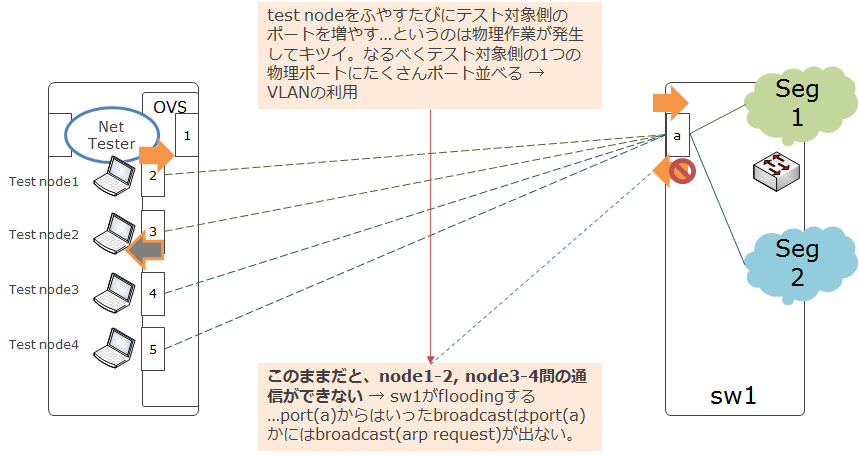 test nodeをふやすたびにテスト対象側の
ポートを増やす…というのは物理作業が発生
してキツイ。なるべくテスト対象側の1つの
物理ポートにたくさんポート並べる →
VLANの利用
OVS
Net
Tester
1
Test node1
2
Test node2
3
Test node3
4
Test node4
5
a
Seg
1
Seg
2
sw1
このままだと、node1-2, node3-4間の通
信ができない → sw1がfloodingする
…port(a)からはいったbroadcastはport(a)
かにはbroadcast(arp request)が出ない。